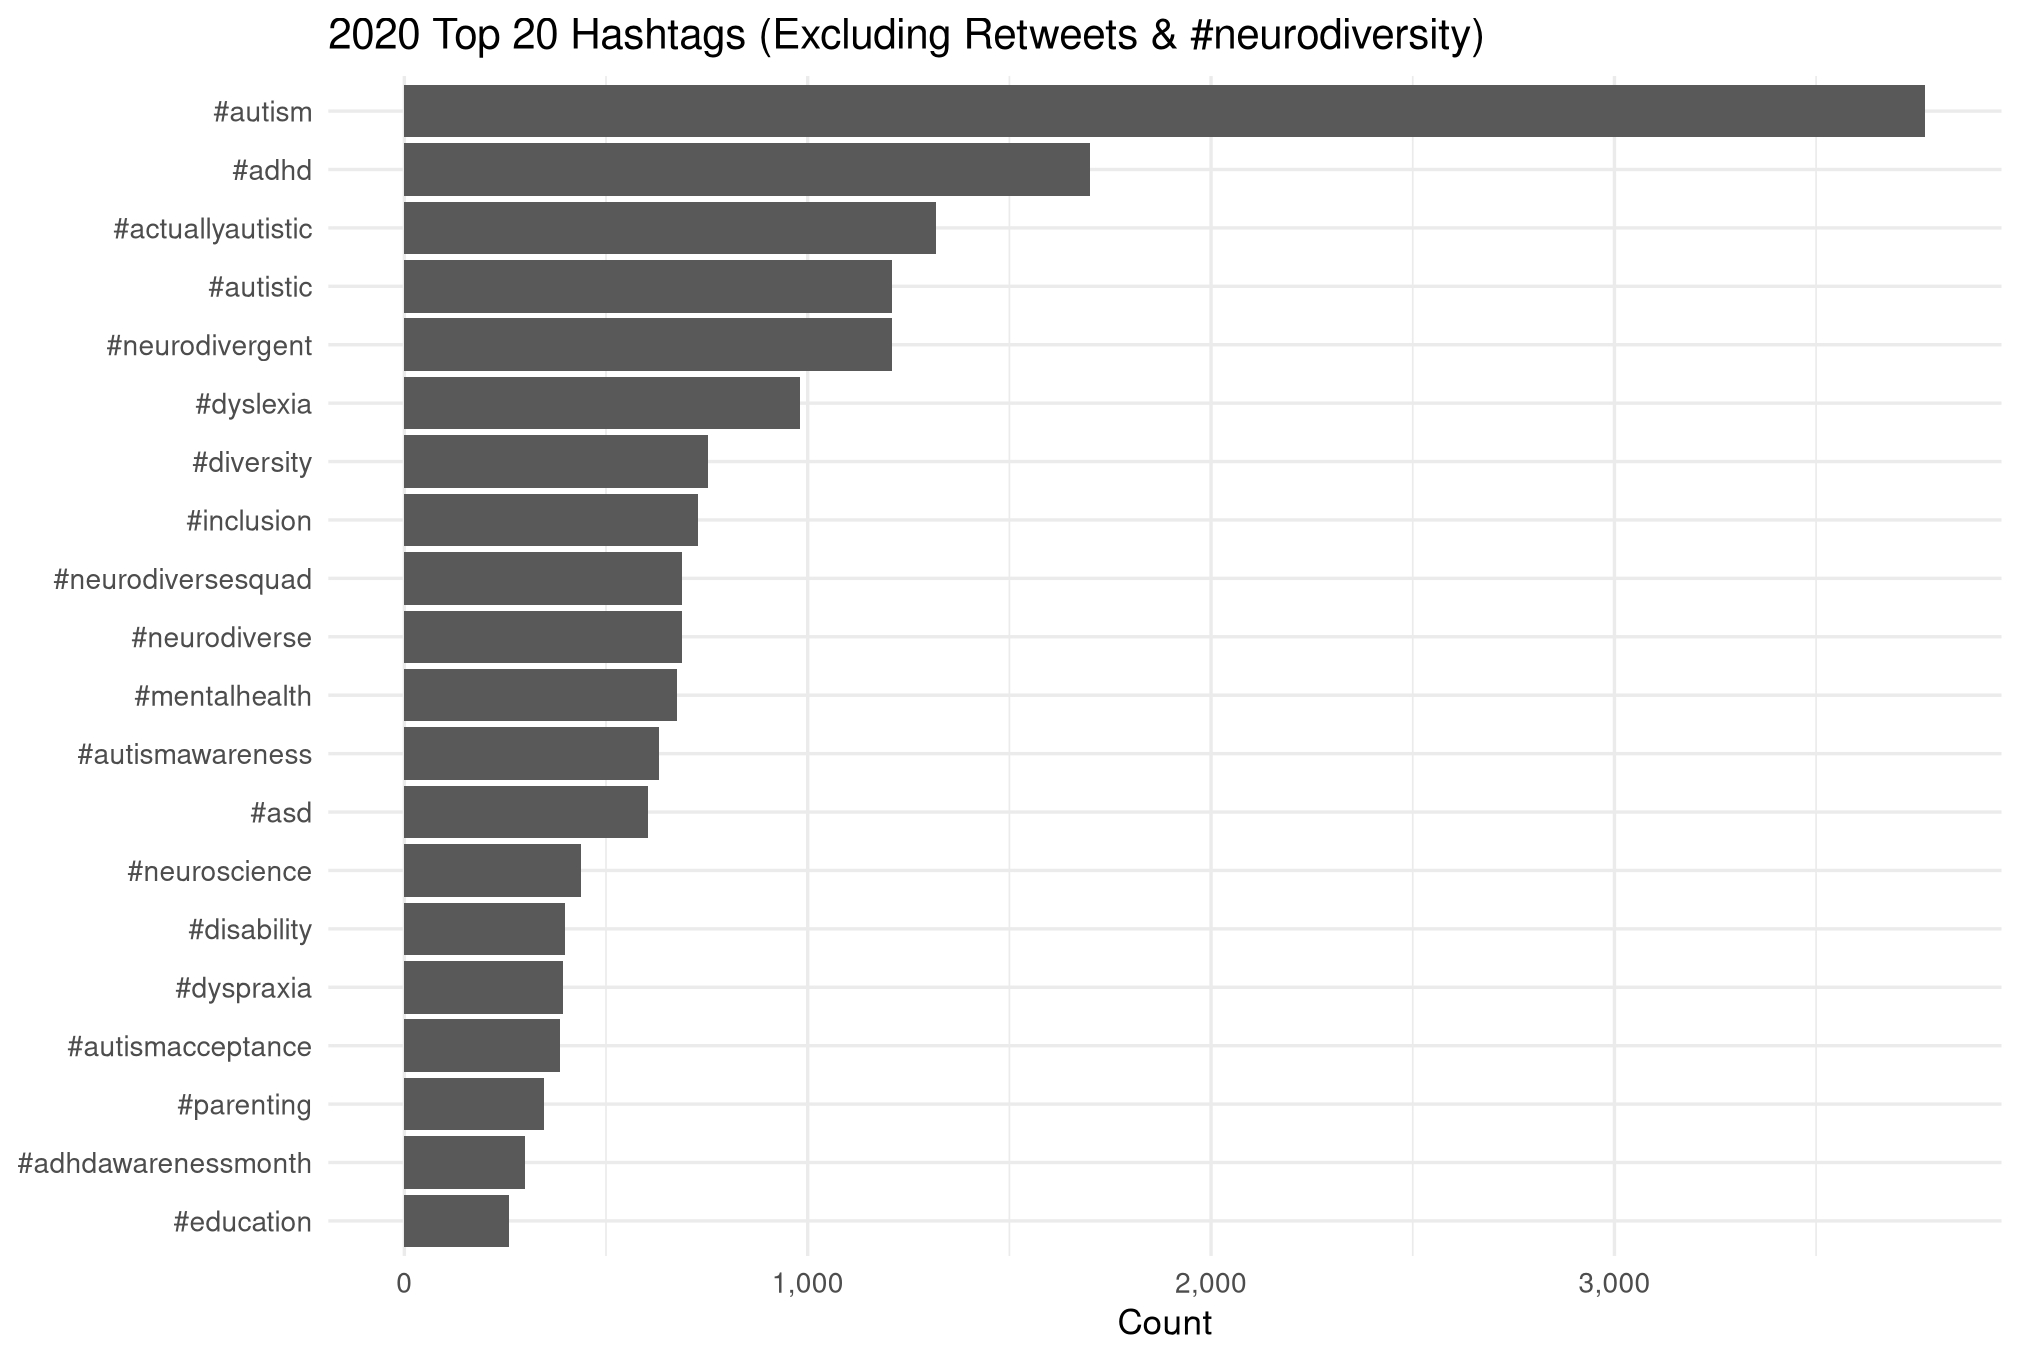 2020 Top 20 Hashtags (Excluding Retweets & #neurodiversity)
#autism
#adhd
#actuallyautistic
#autistic
#neurodivergent
#dyslexia
#diversity
#inclusion
#neurodiversesquad
#neurodiverse
#mentalhealth
#autismawareness
#asd
#neuroscience
#disability
#dyspraxia
#autismacceptance
#parenting
#adhdawarenessmonth
#education
0 1,000 2,000 3,000
Count